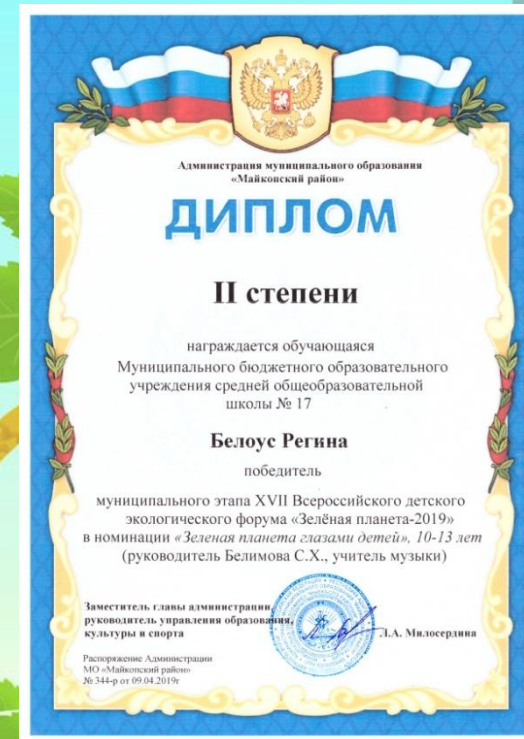 Администрация муниципального образования
«Майкопский район»
ДИПЛОМ
II степени
награждается обучающаяся
Муниципального бюджетного образовательного
учреждения средней общеобразовательной
школы № 17
Белоус Регина
победитель
муниципального этапа XVII Всероссийского детского
экологического форума «Зелёная планета-2019»
в номинации «Зеленая планета глазами детей», 10-13 лет
(руководитель Белимова С.Х., учитель музыки)
Заместитель главы администрации,
руководитель управления образования,
культуры и спорта
Л.А. Милосердина
Распоряжение Администрации
МО «Майкопский район»
№ 344-р от 09.04.2019г